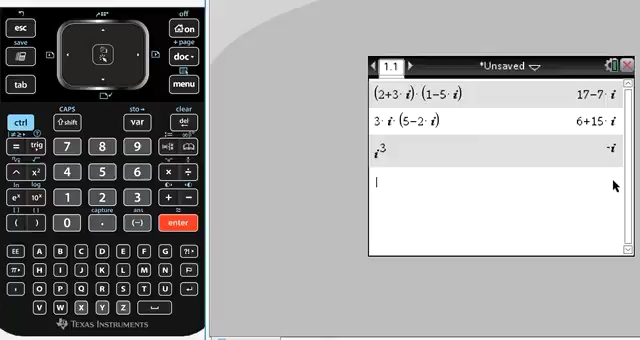 off
esc
on
save
+ page
doc
tab
menu
CAPS
sto→
clear
ctrl
⇧shift
var
del
=
trig
7
8
9
^
x²
4
5
6
×
÷
ln
log
eˣ
10ˣ
1
2
3
+
−
[ ]
{ }
capture
ans
≈
(
)
0
.
(−)
enter
EE
A
B
C
D
E
F
G
?!
π
H
I
J
K
L
M
N
,
O
P
Q
R
S
T
U
V
W
X
Y
Z
TEXAS INSTRUMENTS
1.1
*Unsaved
(2+3·i)·(1−5·i)
17−7·i
3·i·(5−2·i)
6+15·i
i³
-i